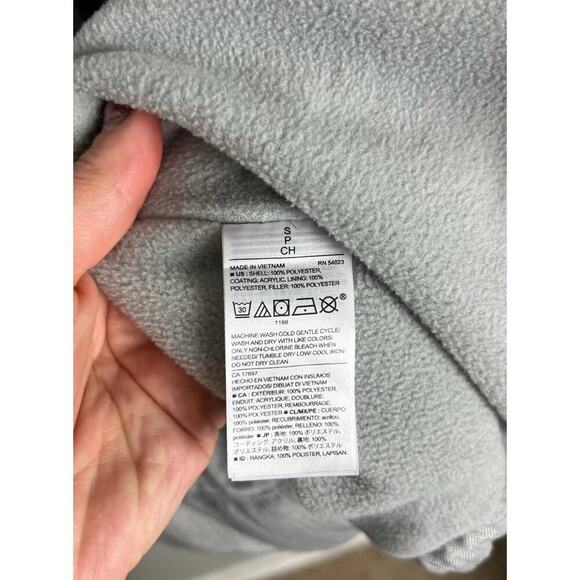 S
P
CH
MADE IN VIETNAM RN 54023
■ US : SHELL: 100% POLYESTER,
COATING: ACRYLIC, LINING: 100%
POLYESTER, FILLER: 100% POLYESTER
30 ®
1166
MACHINE WASH COLD GENTLE CYCLE/
WASH AND DRY WITH LIKE COLORS/
ONLY NON-CHLORINE BLEACH WHEN
NEEDED/TUMBLE DRY LOW/ COOL IRON/
DO NOT DRY CLEAN
CA 17897
HECHO EN VIETNAM CON INSUMOS
IMPORTADOS/ DIBUAT DI VIETNAM
■ CA : EXTÉRIEUR: 100% POLYESTER,
ENDUIT: ACRYLIQUE, DOUBLURE:
100% POLYESTER, REMBOURRAGE:
100% POLYESTER ■ CL/MX/PE : CUERPO:
100% poliéster, RECUBRIMIENTO: acrílico,
FORRO: 100% poliéster, RELLENO: 100%
poliéster ■ JP : 表地: 100% ポリエステル,
コーティング: アクリル, 裏地: 100%
ポリエステル, 詰め物: 100% ポリエステル
■ ID : RANGKA: 100% POLISTER, LAPISAN: